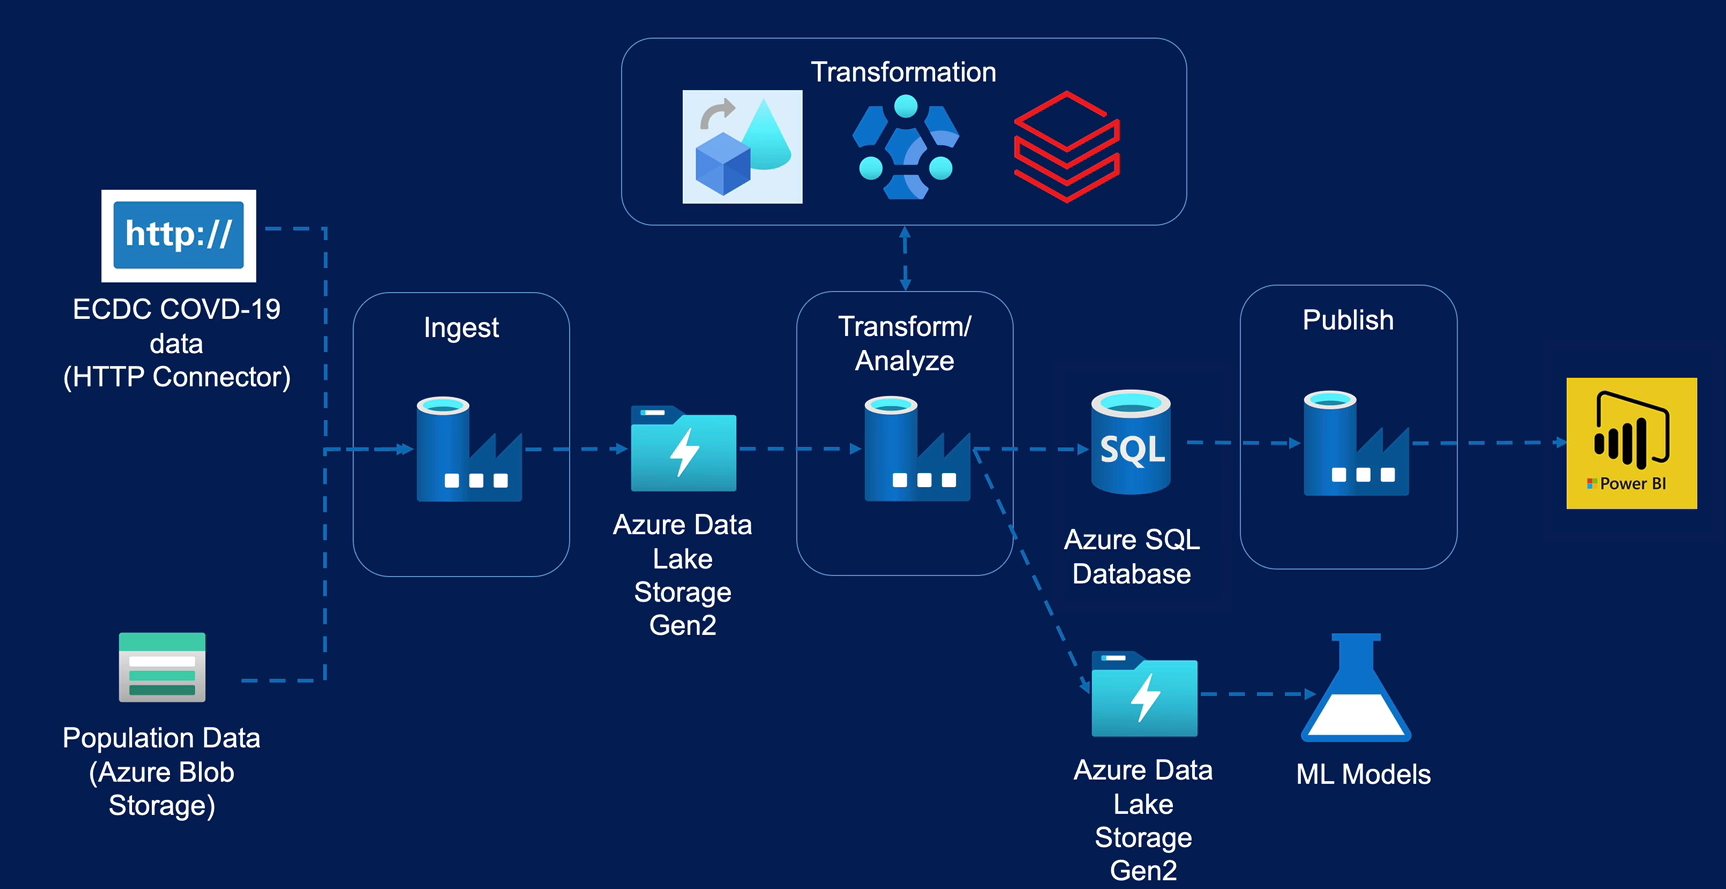 Transformation
http://
ECDC COVD-19
data
(HTTP Connector)
Ingest
Transform/
Analyze
Publish
SQL
Power BI
Azure Data
Lake
Storage
Gen2
Azure SQL
Database
Population Data
(Azure Blob
Storage)
Azure Data
Lake
Storage
Gen2
ML Models